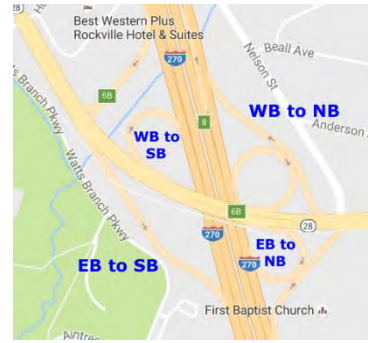 Best Western Plus
Rockville Hotel & Suites
270
Nelson St
Beall Ave
Watts Branch Pkwy
6B
8
WB to NB
WB to
SB
Anderson
Watts Branch Pkwy
6B
28
270
EB to
NB
270
EB to SB
First Baptist Church
Aintree